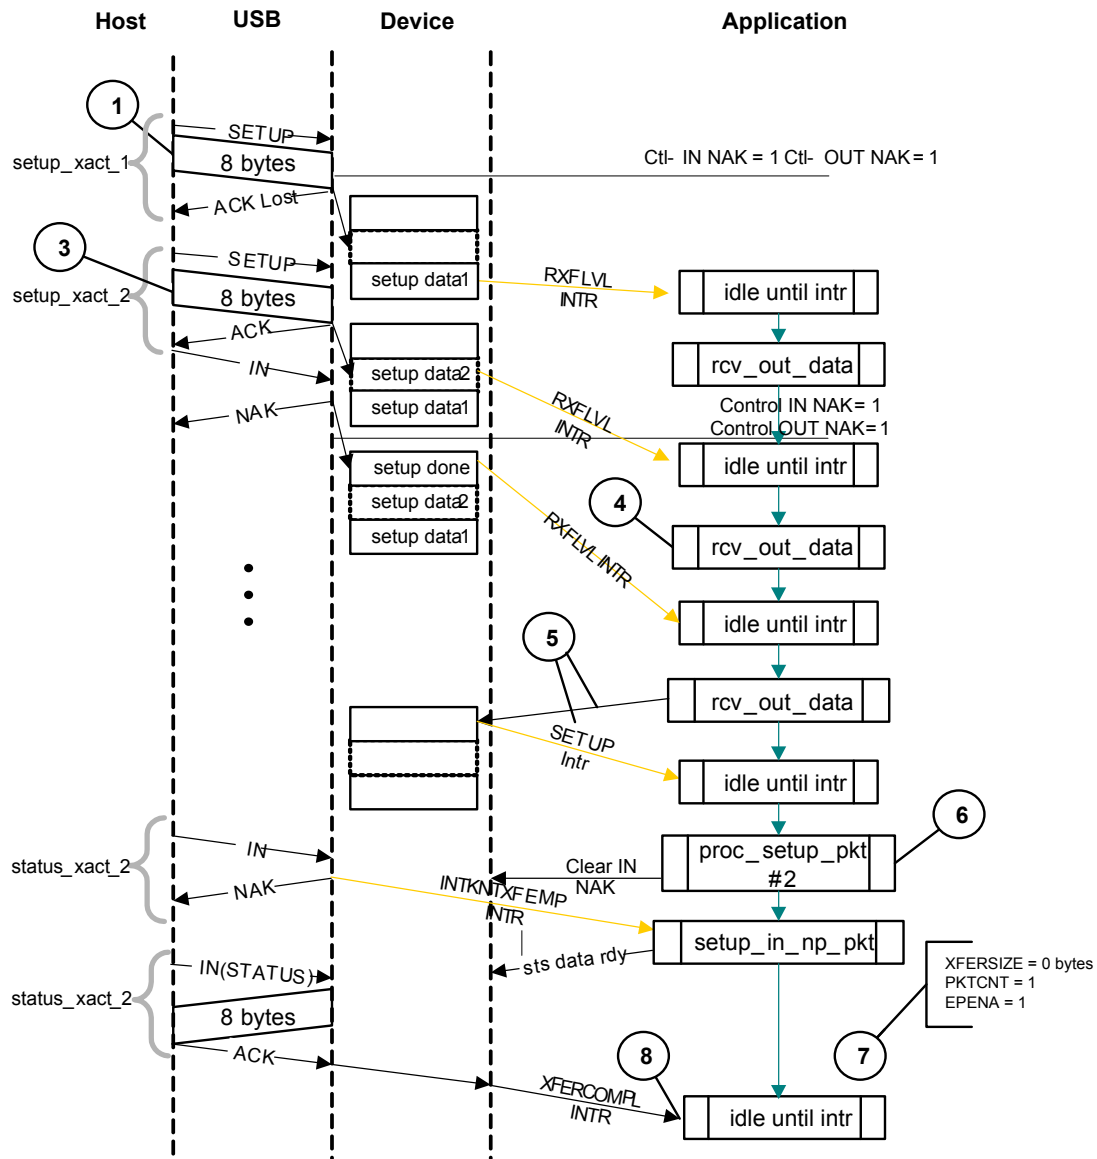 Host
USB
Device
Application
1
SETUP
setup_xact_1
8 bytes
Ctl- IN NAK = 1 Ctl- OUT NAK = 1
ACK Lost
3
SETUP
setup_xact_2
8 bytes
setup data1
RXFLVL
INTR
idle until intr
ACK
IN
setup data2
rcv_out_data
NAK
setup data1
RXFLVL
INTR
Control IN NAK = 1
Control OUT NAK = 1
setup done
idle until intr
setup data2
4
setup data1
RXFLVL INTR
rcv_out_data
idle until intr
5
rcv_out_data
SETUP
Intr
idle until intr
6
IN
status_xact_2
NAK
Clear IN
NAK
proc_setup_pkt
#2
INTKNTXFEMP
INTR
setup_in_np_pkt
sts data rdy
IN(STATUS)
status_xact_2
8 bytes
XFERSIZE = 0 bytes
PKTCNT = 1
EPENA = 1
ACK
8
7
XFERCOMPL
INTR
idle until intr